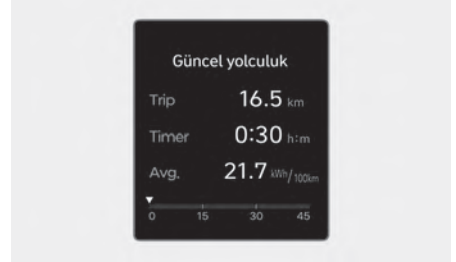 Güncel yolculuk
Trip 16.5 km
Timer 0:30 h:m
Avg. 21.7 kWh/100km
0 15 30 45